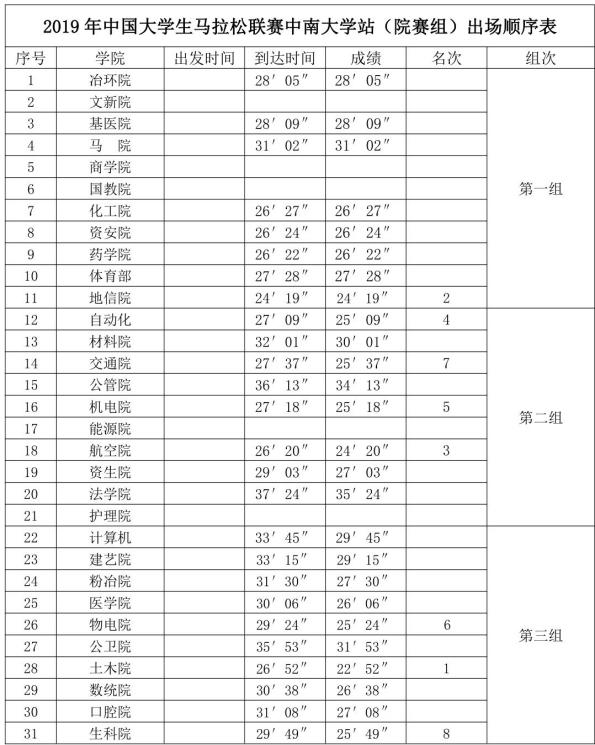 2019 年中国大学生马拉松联赛中南大学站（院赛组）出场顺序表
序号 学院 出发时间 到达时间 成绩 名次 组次
1 冶环院 28′05″ 28′05″
2 文新院
3 基医院 28′09″ 28′09″
4 马 院 31′02″ 31′02″
5 商学院
6 国教院 第一组
7 化工院 26′27″ 26′27″
8 资安院 26′24″ 26′24″
9 药学院 26′22″ 26′22″
10 体育部 27′28″ 27′28″
11 地信院 24′19″ 24′19″ 2
12 自动化 27′09″ 25′09″ 4
13 材料院 32′01″ 30′01″
14 交通院 27′37″ 25′37″ 7
15 公管院 36′13″ 34′13″
16 机电院 27′18″ 25′18″ 5 第二组
17 能源院
18 航空院 26′20″ 24′20″ 3
19 资生院 29′03″ 27′03″
20 法学院 37′24″ 35′24″
21 护理院
22 计算机 33′45″ 29′45″
23 建艺院 33′15″ 29′15″
24 粉冶院 31′30″ 27′30″
25 医学院 30′06″ 26′06″
26 物电院 29′24″ 25′24″ 6 第三组
27 公卫院 35′53″ 31′53″
28 土木院 26′52″ 22′52″ 1
29 数统院 30′38″ 26′38″
30 口腔院 31′08″ 27′08″
31 生科院 29′49″ 25′49″ 8